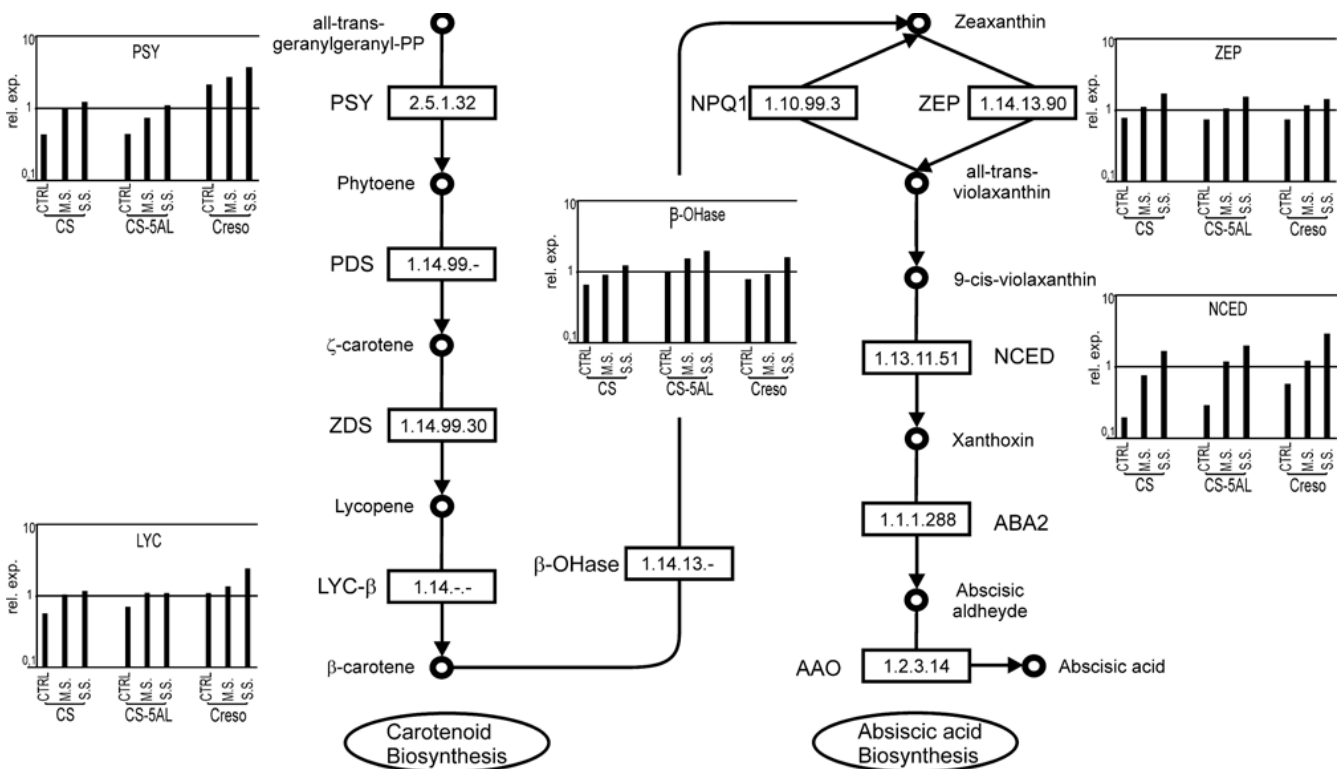 all-trans-
geranylgeranyl-PP
PSY
2.5.1.32
Phytoene
PDS
1.14.99.-
ζ-carotene
ZDS
1.14.99.30
Lycopene
LYC-β
1.14.-.-
β-carotene
Carotenoid
Biosynthesis
β-OHase
1.14.13.-
Zeaxanthin
NPQ1
1.10.99.3
ZEP
1.14.13.90
all-trans-
violaxanthin
9-cis-violaxanthin
1.13.11.51
NCED
Xanthoxin
1.1.1.288
ABA2
Abscisic
aldheyde
AAO
1.2.3.14
Abscisic acid
Absiscic acid
Biosynthesis
PSY
rel. exp.
10
1
0,1
CTRL
M.S.
S.S.
CTRL
M.S.
S.S.
CTRL
M.S.
S.S.
CS
CS-5AL
Creso
LYC
rel. exp.
10
1
0,1
CTRL
M.S.
S.S.
CTRL
M.S.
S.S.
CTRL
M.S.
S.S.
CS
CS-5AL
Creso
β-OHase
rel. exp.
10
1
0,1
CTRL
M.S.
S.S.
CTRL
M.S.
S.S.
CTRL
M.S.
S.S.
CS
CS-5AL
Creso
ZEP
rel. exp.
10
1
0,1
CTRL
M.S.
S.S.
CTRL
M.S.
S.S.
CTRL
M.S.
S.S.
CS
CS-5AL
Creso
NCED
rel. exp.
10
1
0,1
CTRL
M.S.
S.S.
CTRL
M.S.
S.S.
CTRL
M.S.
S.S.
CS
CS-5AL
Creso